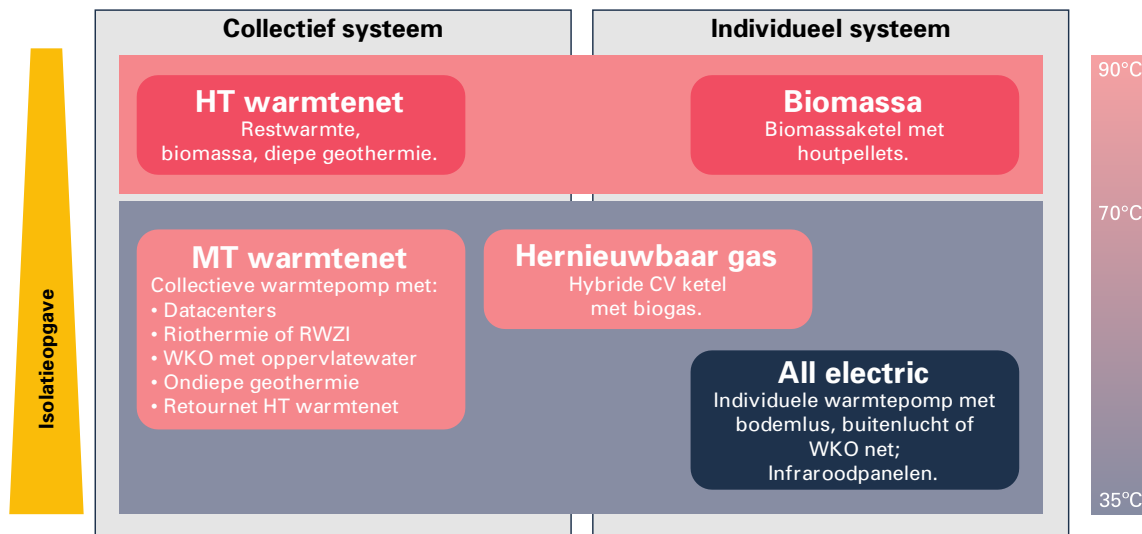 Collectief systeem
Individueel systeem
Isolatieopgave
HT warmtenet
Restwarmte,
biomassa, diepe geothermie.
Biomassa
Biomassaketel met
houtpellets.
MT warmtenet
Collectieve warmtepomp met:
• Datacenters
• Riothermie of RWZI
• WKO met oppervlatewater
• Ondiepe geothermie
• Retournet HT warmtenet
Hernieuwbaar gas
Hybride CV ketel
met biogas.
All electric
Individuele warmtepomp met
bodemlus, buitenlucht of
WKO net;
Infraroodpanelen.
90°C
70°C
35°C